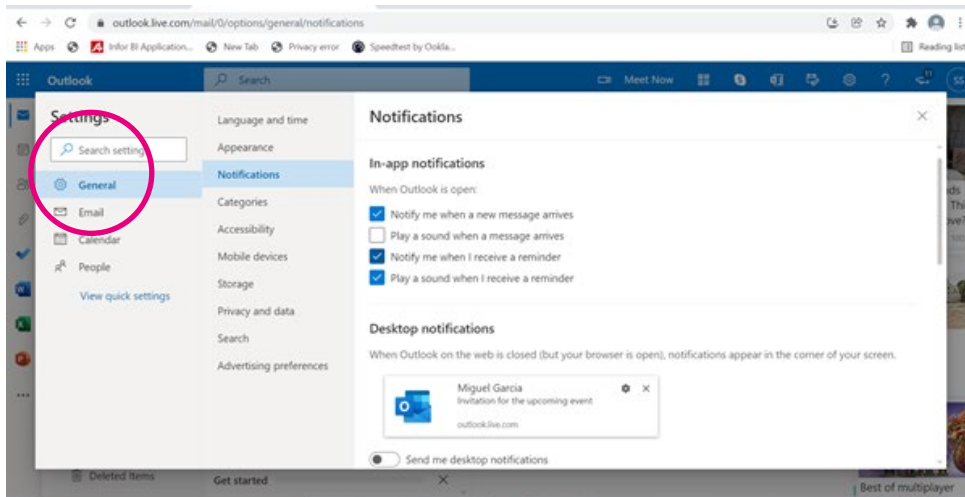 outlook.live.com/mail/0/options/general/notifications
Apps
Infor BI Application...
New Tab
Privacy error
Speedtest by Ookla...
Reading list
Outlook
Search
Meet Now
SS
Settings
Search setting
General
Email
Calendar
People
View quick settings
Language and time
Appearance
Notifications
Categories
Accessibility
Mobile devices
Storage
Privacy and data
Search
Advertising preferences
Notifications
In-app notifications
When Outlook is open:
Notify me when a new message arrives
Play a sound when a message arrives
Notify me when I receive a reminder
Play a sound when I receive a reminder
Desktop notifications
When Outlook on the web is closed (but your browser is open), notifications appear in the corner of your screen.
Miguel Garcia
Invitation for the upcoming event
outlook.live.com
Send me desktop notifications
Deleted Items
Get started
Best of multiplayer